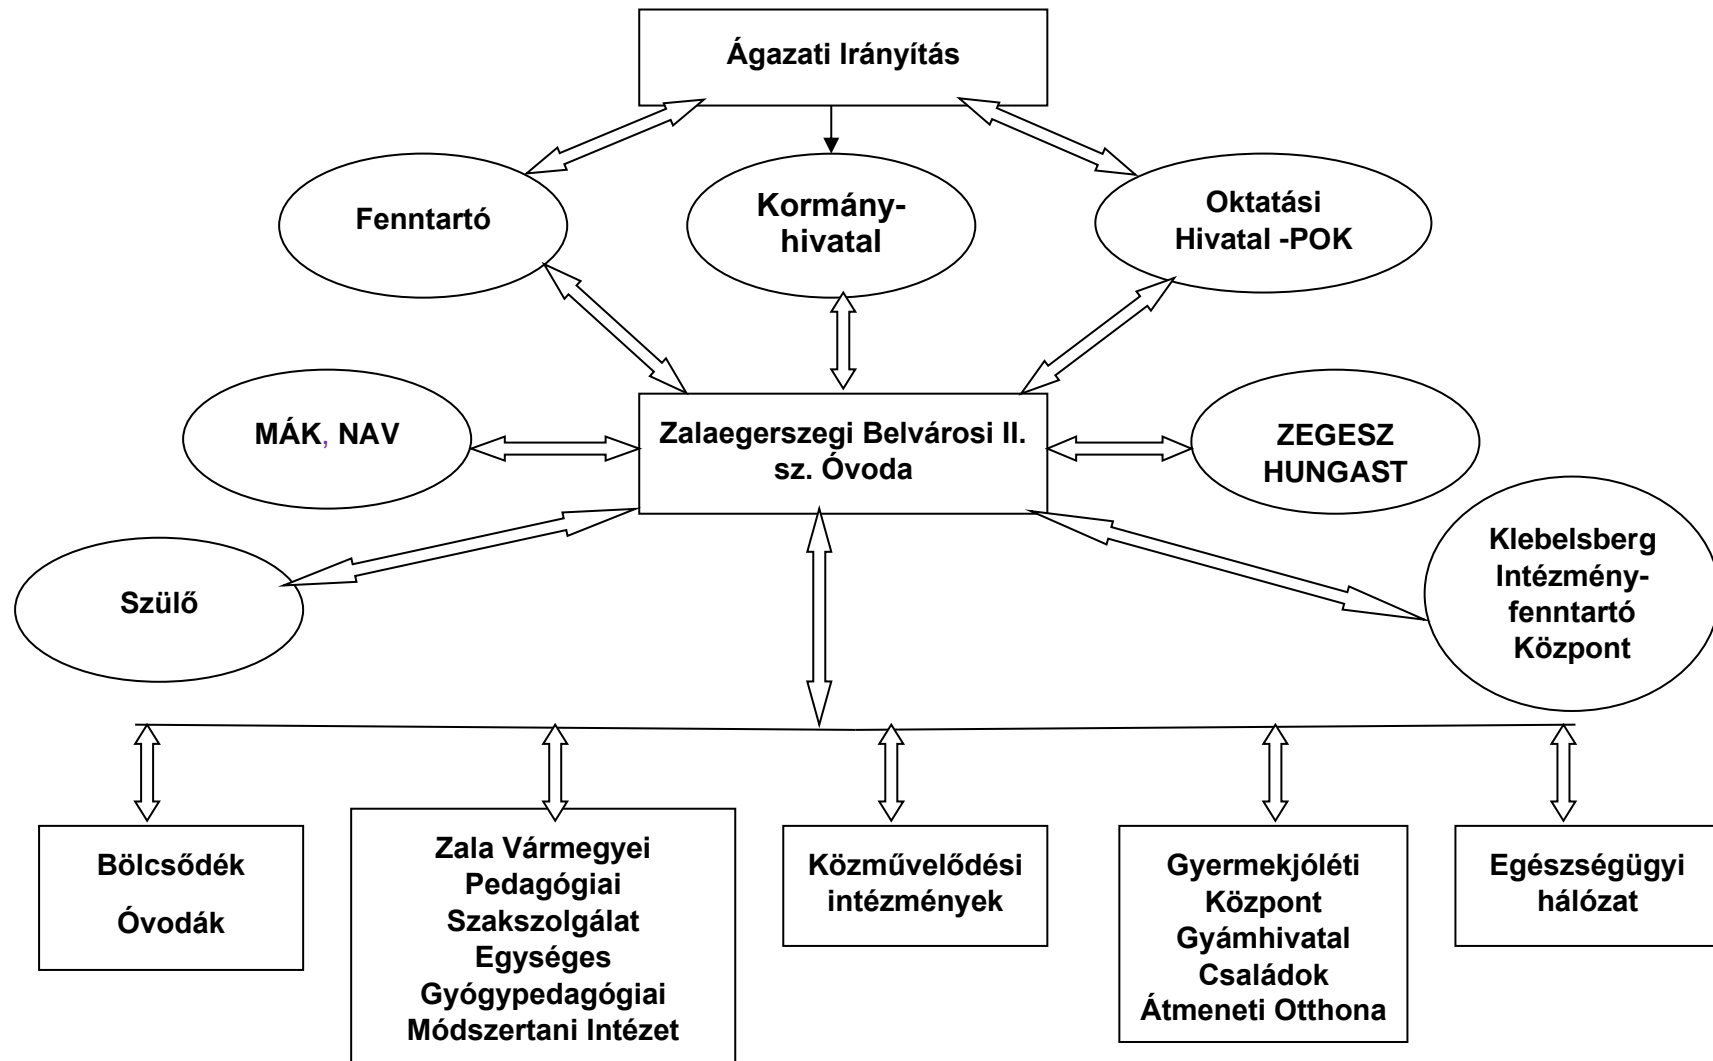 Ágazati Irányítás
Fenntartó
Kormány-
hivatal
Oktatási
Hivatal -POK
MÁK, NAV
Zalaegerszegi Belvárosi II.
sz. Óvoda
ZEGESZ
HUNGAST
Szülő
Klebelsberg
Intézmény-
fenntartó
Központ
Bölcsődék
Óvodák
Zala Vármegyei
Pedagógiai
Szakszolgálat
Egységes
Gyógypedagógiai
Módszertani Intézet
Közművelődési
intézmények
Gyermekjóléti
Központ
Gyámhivatal
Családok
Átmeneti Otthona
Egészségügyi
hálózat